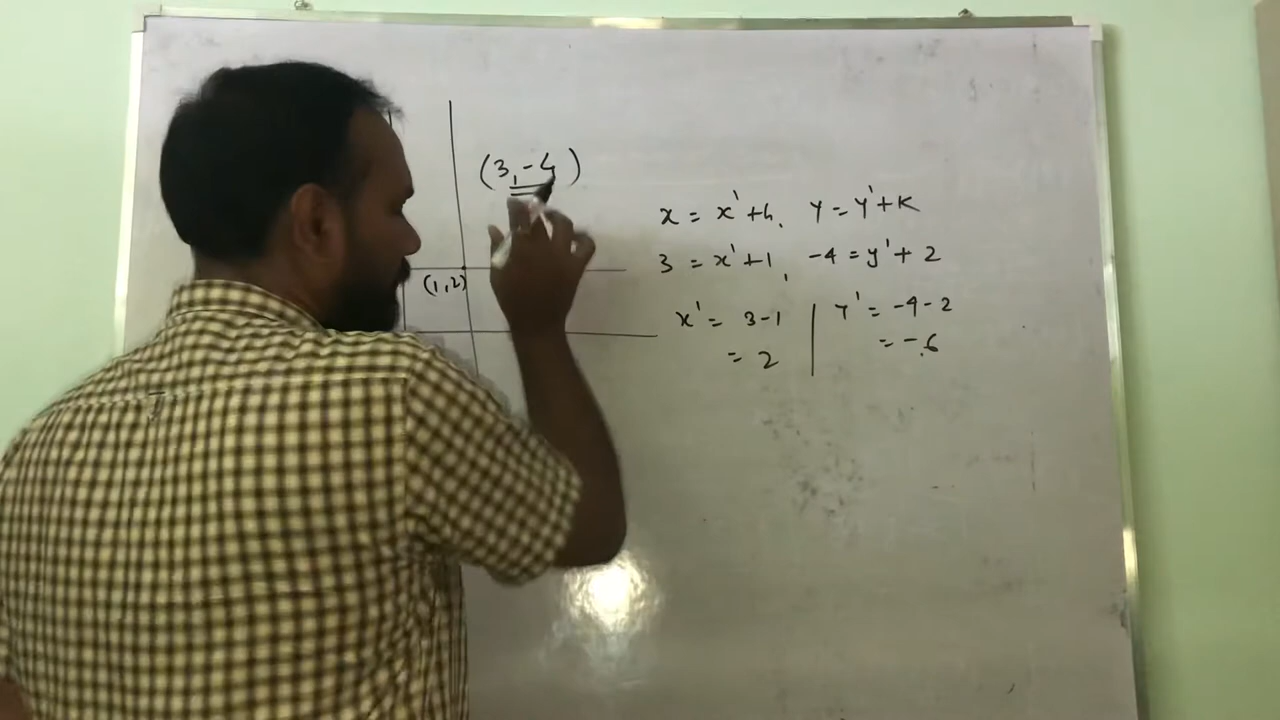 (3, -4)
(1, 2)
x = x' + h, y = y' + k
3 = x' + 1, -4 = y' + 2
x' = 3 - 1 | y' = -4 - 2
= 2 | = -6